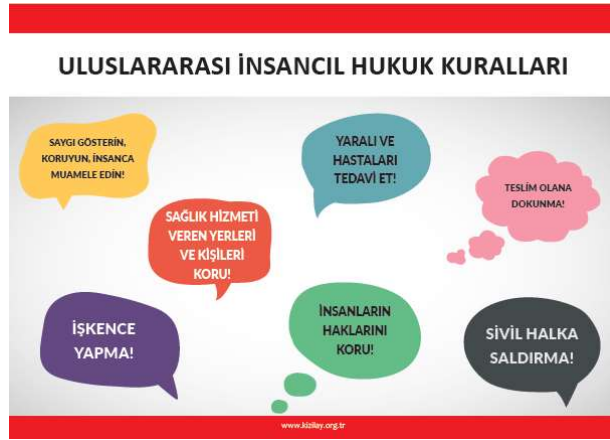 ULUSLARARASI İNSANCIL HUKUK KURALLARI
SAYGI GÖSTERİN,
KORUYUN, İNSANCA
MUAMELE EDİN!
YARALI VE
HASTALARI
TEDAVİ ET!
TESLİM OLANA
DOKUNMA!
SAĞLIK HİZMETİ
VEREN YERLERİ
VE KİŞİLERİ
KORU!
İŞKENCE
YAPMA!
İNSANLARIN
HAKLARINI
KORU!
SİVİL HALKA
SALDIRMA!
www.kizilay.org.tr